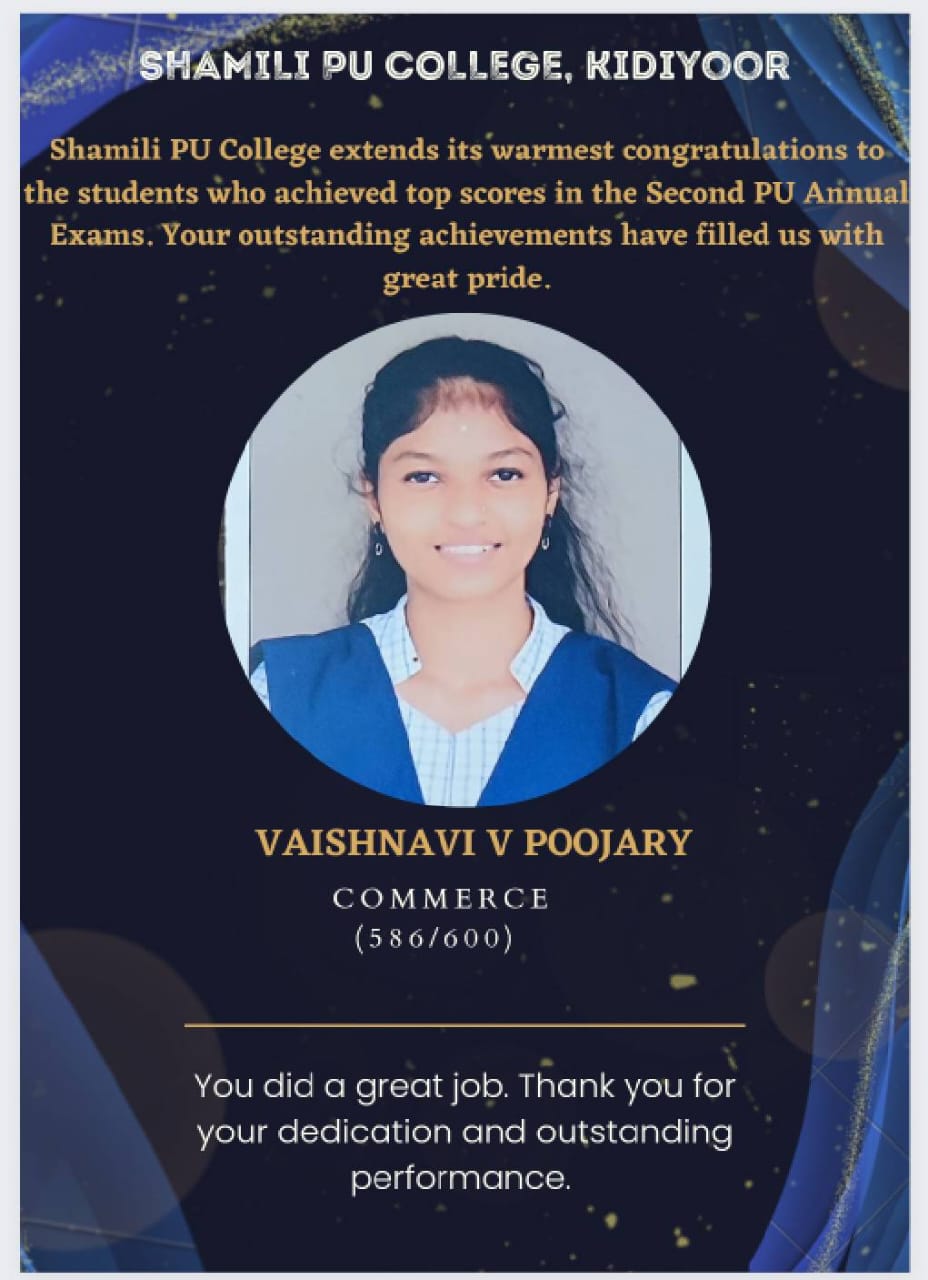 SHAMILI PU COLLEGE, KIDIYOOR
Shamili PU College extends its warmest congratulations to
the students who achieved top scores in the Second PU Annual
Exams. Your outstanding achievements have filled us with
great pride.
VAISHNAVI V POOJARY
COMMERCE
(586/600)
You did a great job. Thank you for
your dedication and outstanding
performance.